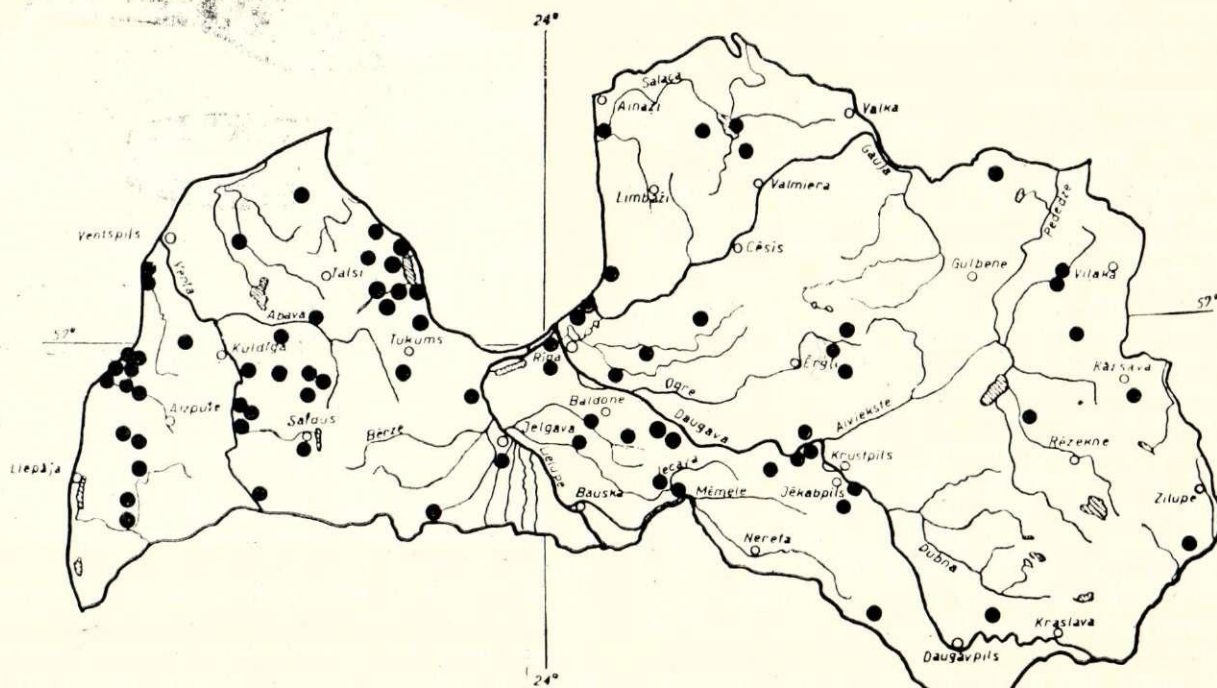 24°
Salaca
Ainaži
Valka
Gauja
Limbaži
Valmiera
Pededze
Ventspils
Venta
Cēsis
Talsi
Gulbene
Viļaka
57°
57°
Abava
Kuldīga
Tukums
Rīga
Ogre
Ērgļi
Kārsava
Aizpute
Saldus
Baldone
Daugava
Aiviekste
Bērze
Jelgava
Lielupe
Rēzekne
Liepāja
Iecava
Krustpils
Mēmele
Jēkabpils
Bauska
Zilupe
Nereta
Dubna
Krāslava
Daugavpils
24°